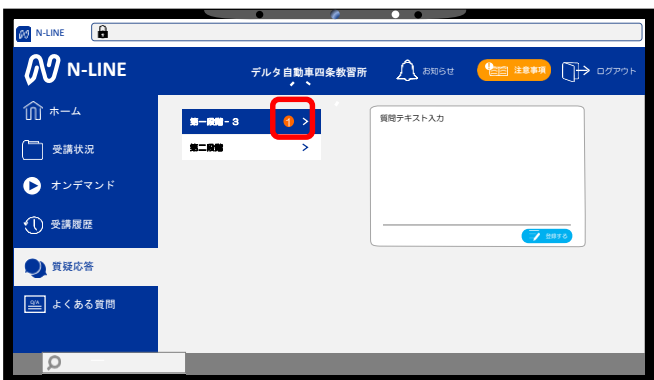 N-LINE
N-LINE
デルタ自動車四条教習所
お知らせ
注意事項
ログアウト
ホーム
受講状況
オンデマンド
受講履歴
質疑応答
Q/A
よくある質問
第一段階-3
1
>
第二段階
>
質問テキスト入力
登録する